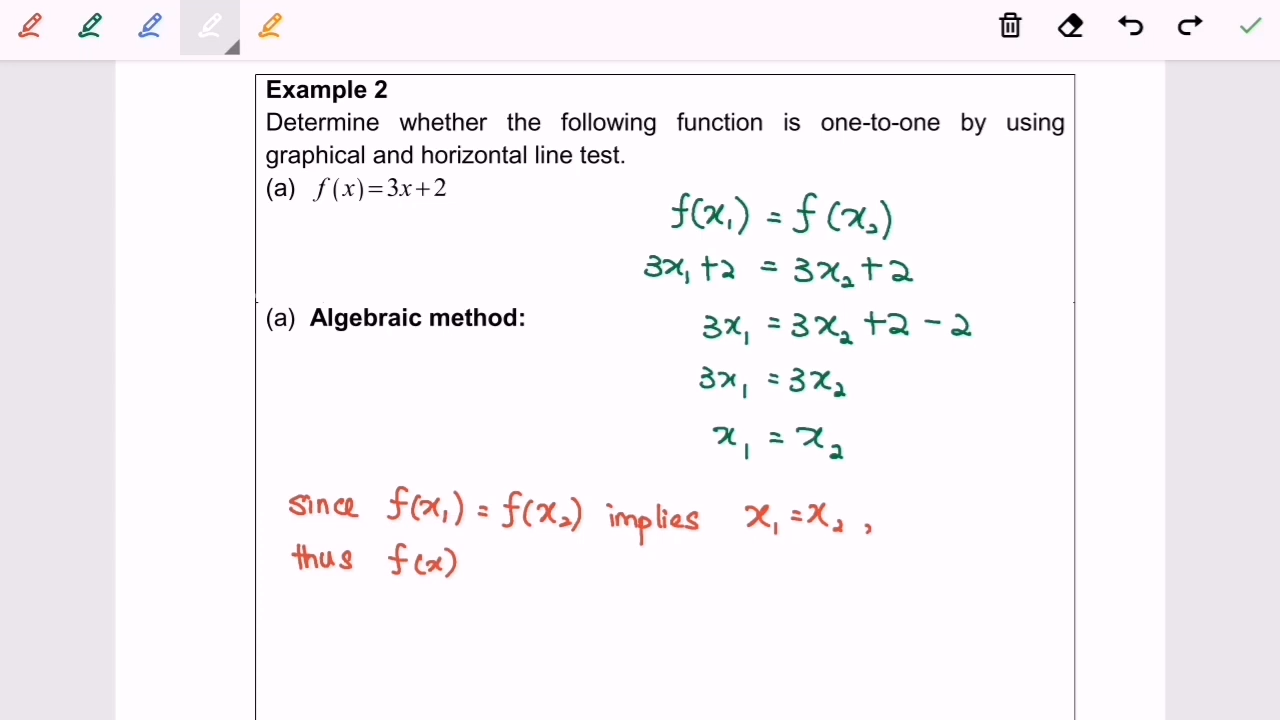 Example 2
Determine whether the following function is one-to-one by using
graphical and horizontal line test.
(a) f(x)=3x+2
f(x₁) = f(x₂)
3x₁+2 = 3x₂+2
(a) Algebraic method:
3x₁ = 3x₂+2-2
3x₁ = 3x₂
x₁ = x₂
since f(x₁) = f(x₂) implies x₁ = x₂,
thus f(x)